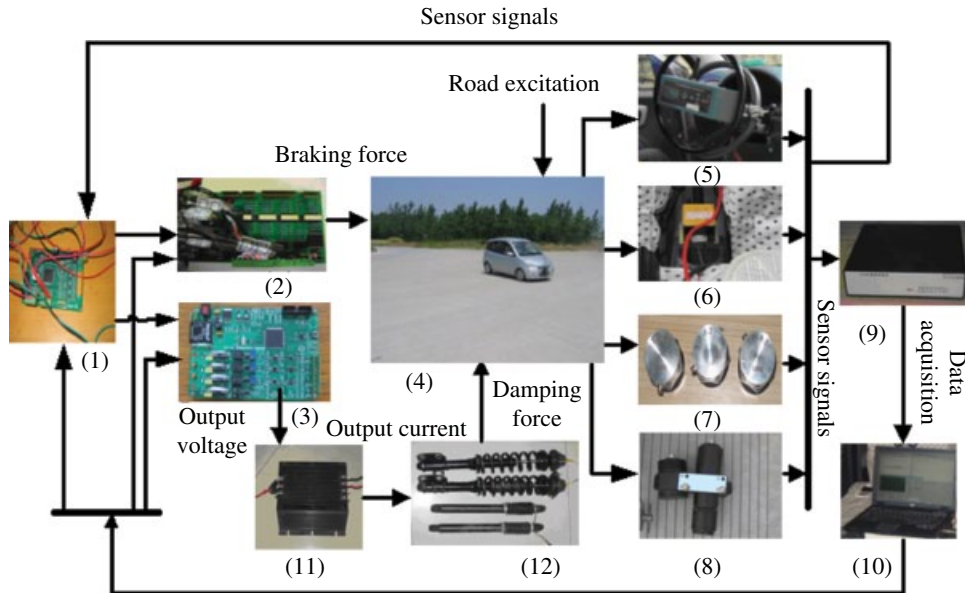 Sensor signals
Road excitation
Braking force
(5)
(2)
(6)
Sensor signals
(9)
(1)
(4)
Data
acquisition
Output
voltage
(3)
Damping
force
(7)
Output current
(11)
(12)
(8)
(10)